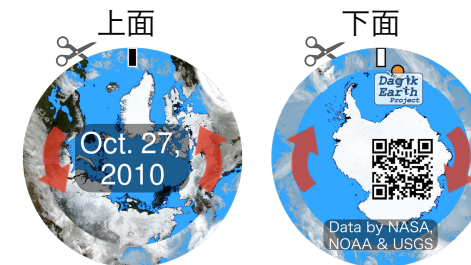 上面
下面
Oct. 27,
2010
Dagik
Earth
Project
Data by NASA,
NOAA & USGS